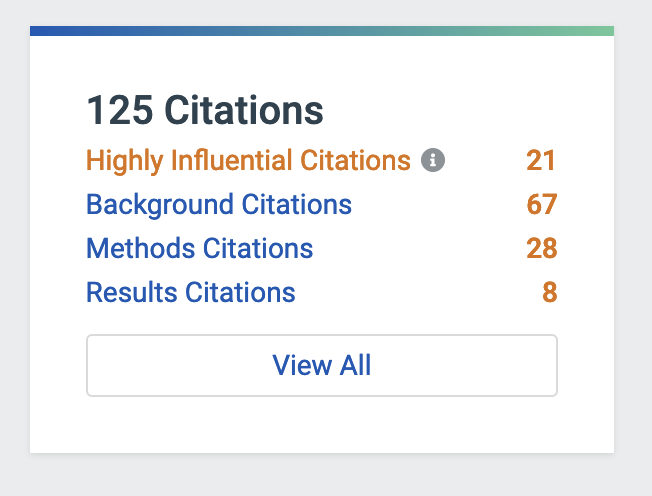 125 Citations
Highly Influential Citations 21
Background Citations 67
Methods Citations 28
Results Citations 8
View All